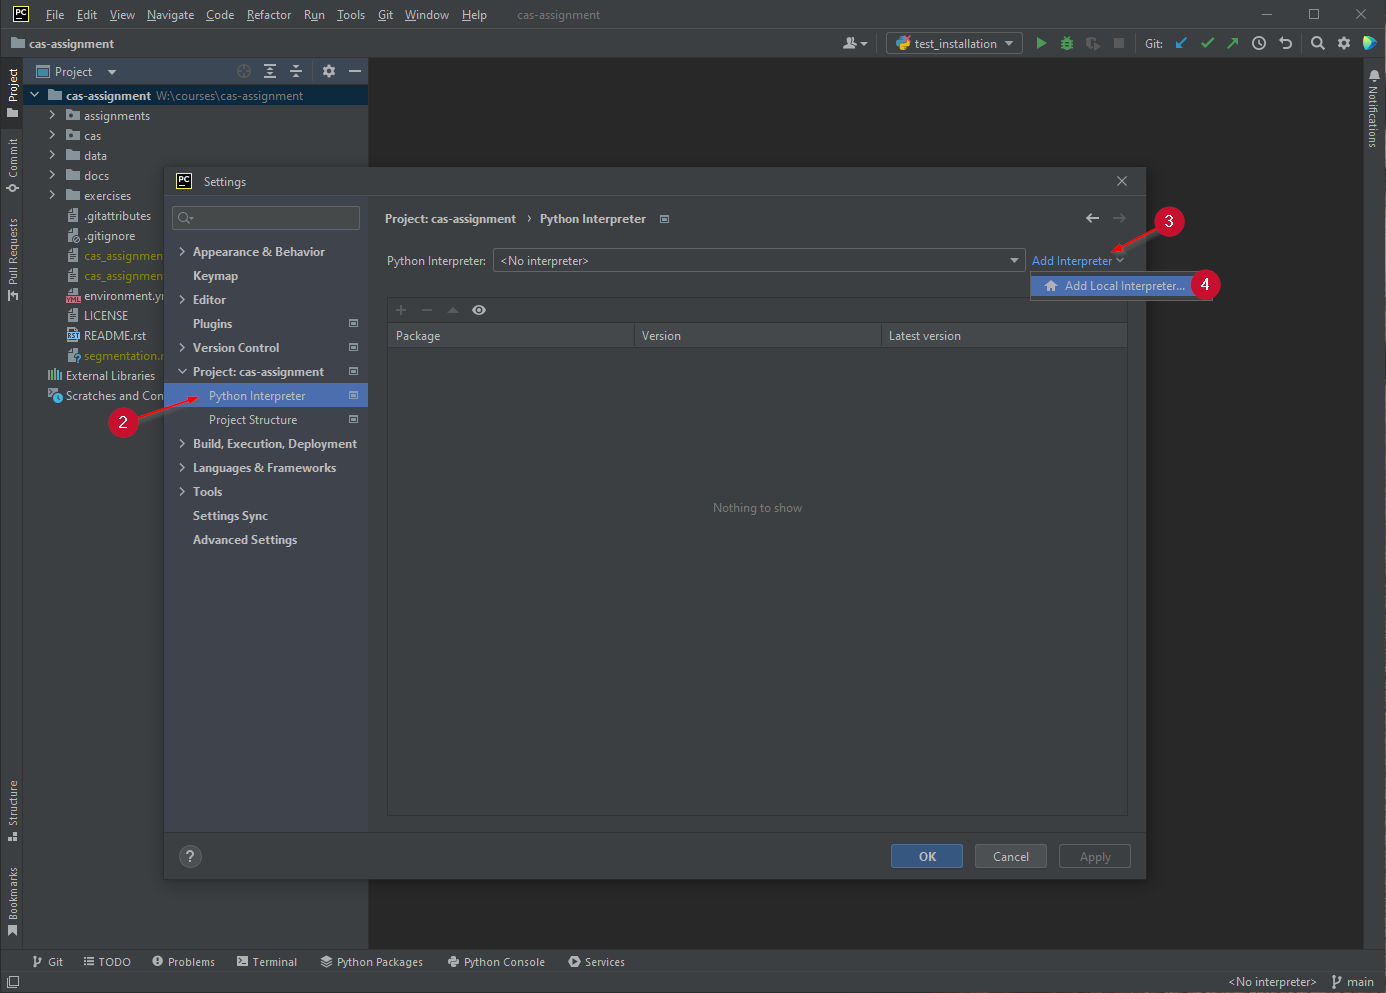 PC File Edit View Navigate Code Refactor Run Tools Git Window Help cas-assignment
cas-assignment test_installation Git:
Project
Project
Commit
Pull Requests
Structure
Bookmarks
Notifications
cas-assignment W:\courses\cas-assignment
assignments
cas
data
docs
exercises
.gitattributes
.gitignore
cas_assignmen
cas_assignmen
environment.yr
LICENSE
README.rst
segmentation.r
External Libraries
Scratches and Con
PC Settings
Appearance & Behavior
Keymap
Editor
Plugins
Version Control
Project: cas-assignment
Python Interpreter
Project Structure
Build, Execution, Deployment
Languages & Frameworks
Tools
Settings Sync
Advanced Settings
2
Project: cas-assignment › Python Interpreter
3
Python Interpreter: <No interpreter> Add Interpreter
Add Local Interpreter... 4
Package Version Latest version
Nothing to show
? OK Cancel Apply
Git TODO Problems Terminal Python Packages Python Console Services
<No interpreter> main